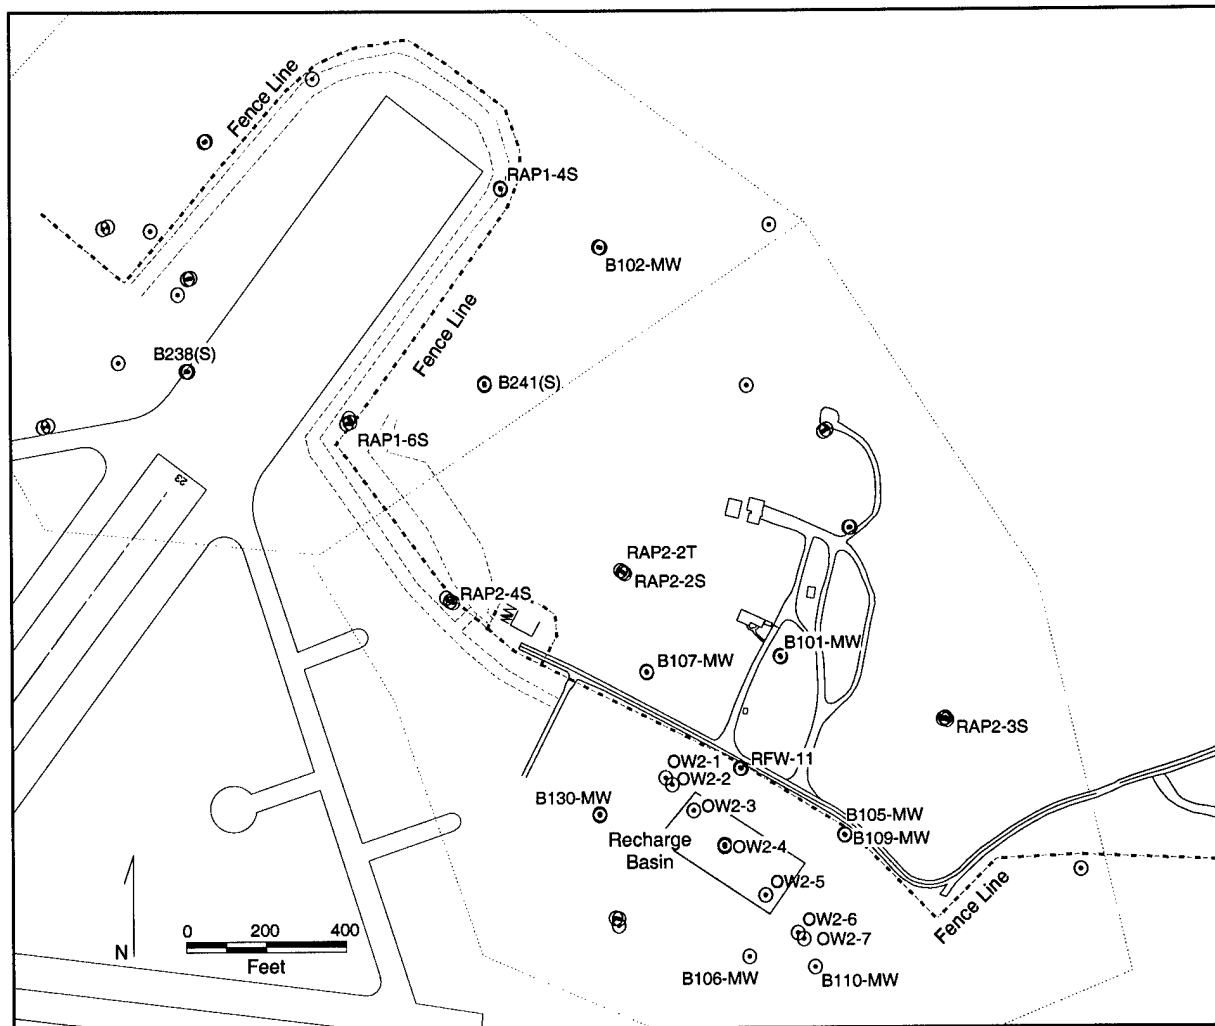 Fence Line
RAP1-4S
B102-MW
Fence Line
B238(S)
B241(S)
RAP1-6S
23
RAP2-2T
RAP2-2S
RAP2-4S
B101-MW
B107-MW
RAP2-3S
OW2-1
RFW-11
OW2-2
B130-MW
OW2-3
B105-MW
B109-MW
Recharge
Basin
OW2-4
OW2-5
Fence Line
OW2-6
OW2-7
0 200 400
Feet
N
B106-MW
B110-MW